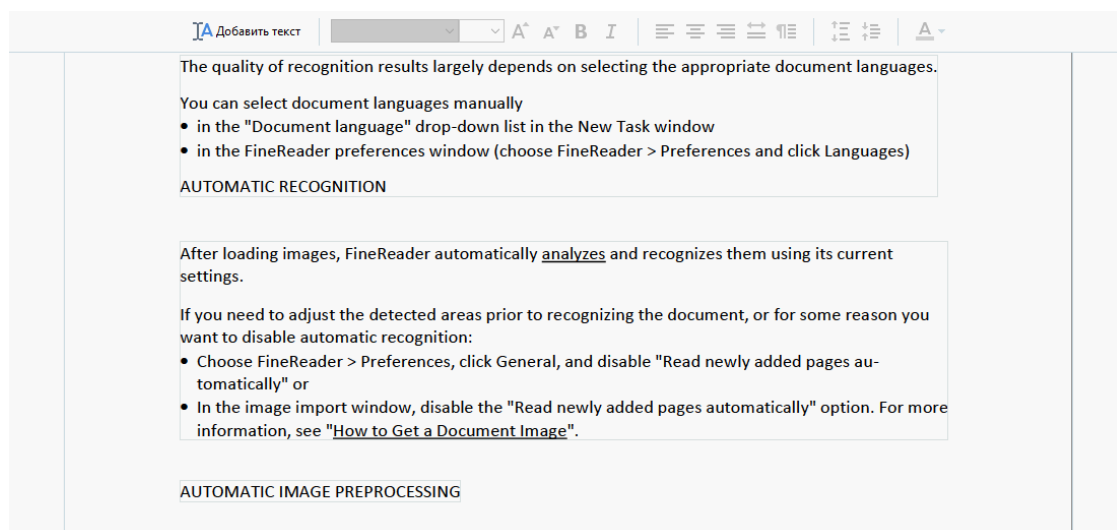 Добавить текст
The quality of recognition results largely depends on selecting the appropriate document languages.
You can select document languages manually
• in the "Document language" drop-down list in the New Task window
• in the FineReader preferences window (choose FineReader > Preferences and click Languages)
AUTOMATIC RECOGNITION
After loading images, FineReader automatically analyzes and recognizes them using its current
settings.
If you need to adjust the detected areas prior to recognizing the document, or for some reason you
want to disable automatic recognition:
• Choose FineReader > Preferences, click General, and disable "Read newly added pages au-
tomatically" or
• In the image import window, disable the "Read newly added pages automatically" option. For more
information, see "How to Get a Document Image".
AUTOMATIC IMAGE PREPROCESSING